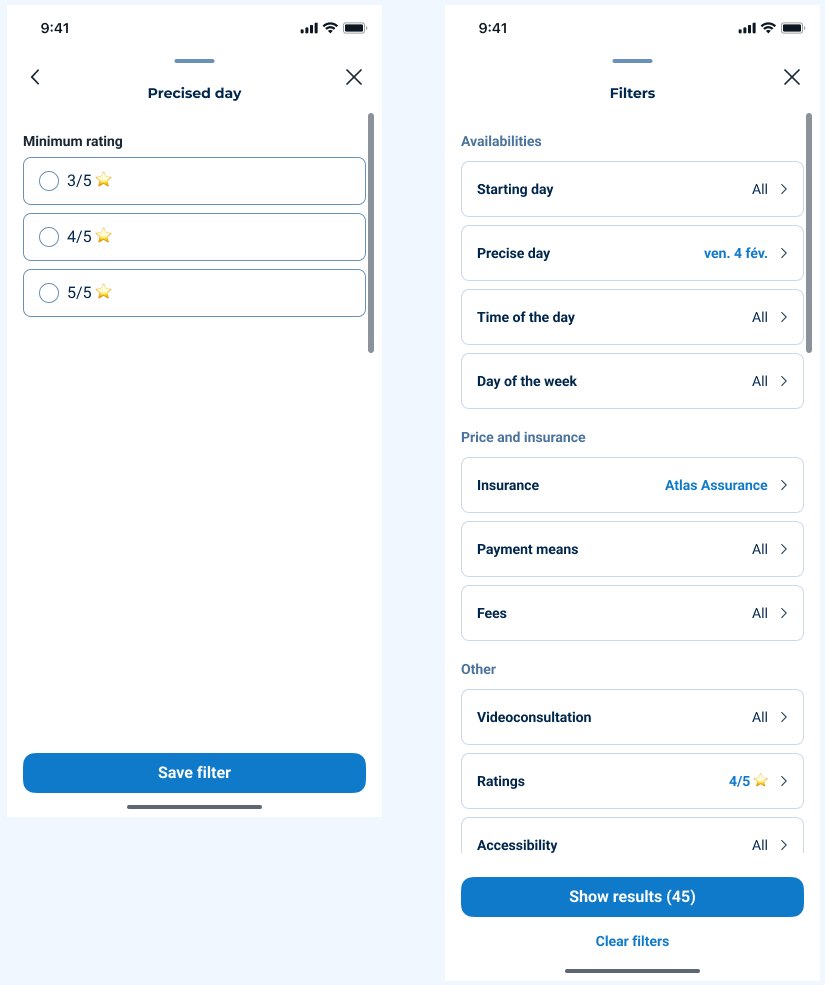 9:41
Precised day
Minimum rating
3/5 ⭐
4/5 ⭐
5/5 ⭐
Save filter
9:41
Filters
Availabilities
Starting day All
Precise day ven. 4 fév.
Time of the day All
Day of the week All
Price and insurance
Insurance Atlas Assurance
Payment means All
Fees All
Other
Videoconsultation All
Ratings 4/5 ⭐
Accessibility All
Show results (45)
Clear filters